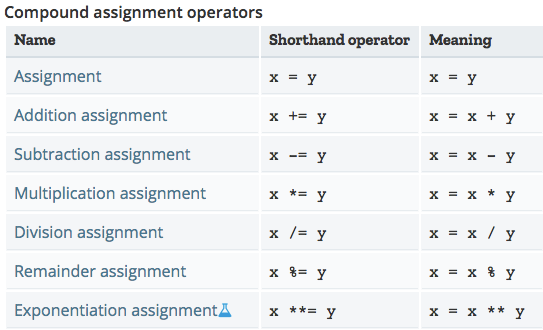 Compound assignment operators
Name Shorthand operator Meaning
Assignment x = y x = y
Addition assignment x += y x = x + y
Subtraction assignment x -= y x = x - y
Multiplication assignment x *= y x = x * y
Division assignment x /= y x = x / y
Remainder assignment x %= y x = x % y
Exponentiation assignment x **= y x = x ** y